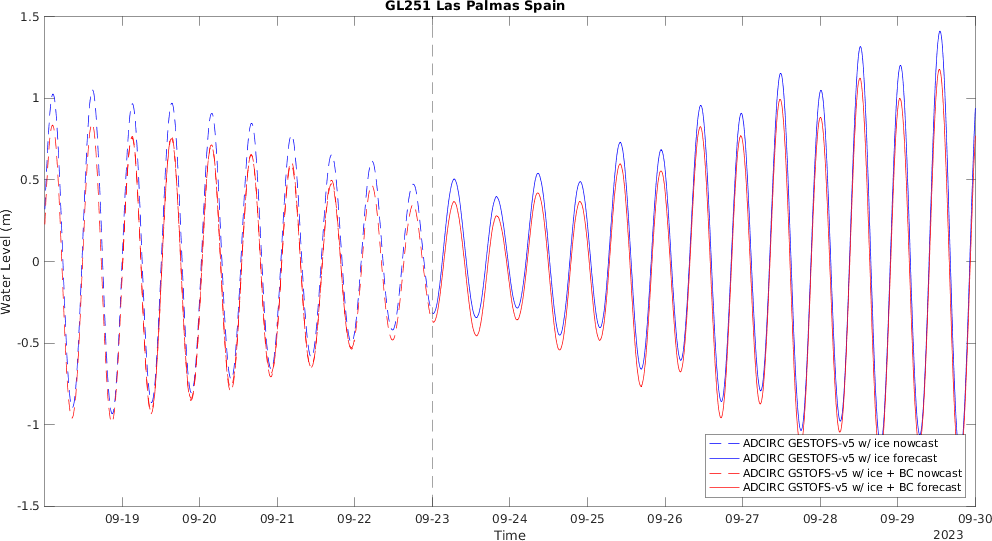 GL251 Las Palmas Spain
1.5
1
0.5
0
-0.5
-1
-1.5
Water Level (m)
ADCIRC GESTOFS-v5 w/ ice nowcast
ADCIRC GESTOFS-v5 w/ ice forecast
ADCIRC GSTOFS-v5 w/ ice + BC nowcast
ADCIRC GSTOFS-v5 w/ ice + BC forecast
09-19 09-20 09-21 09-22 09-23 09-24 09-25 09-26 09-27 09-28 09-29 09-30
Time
2023